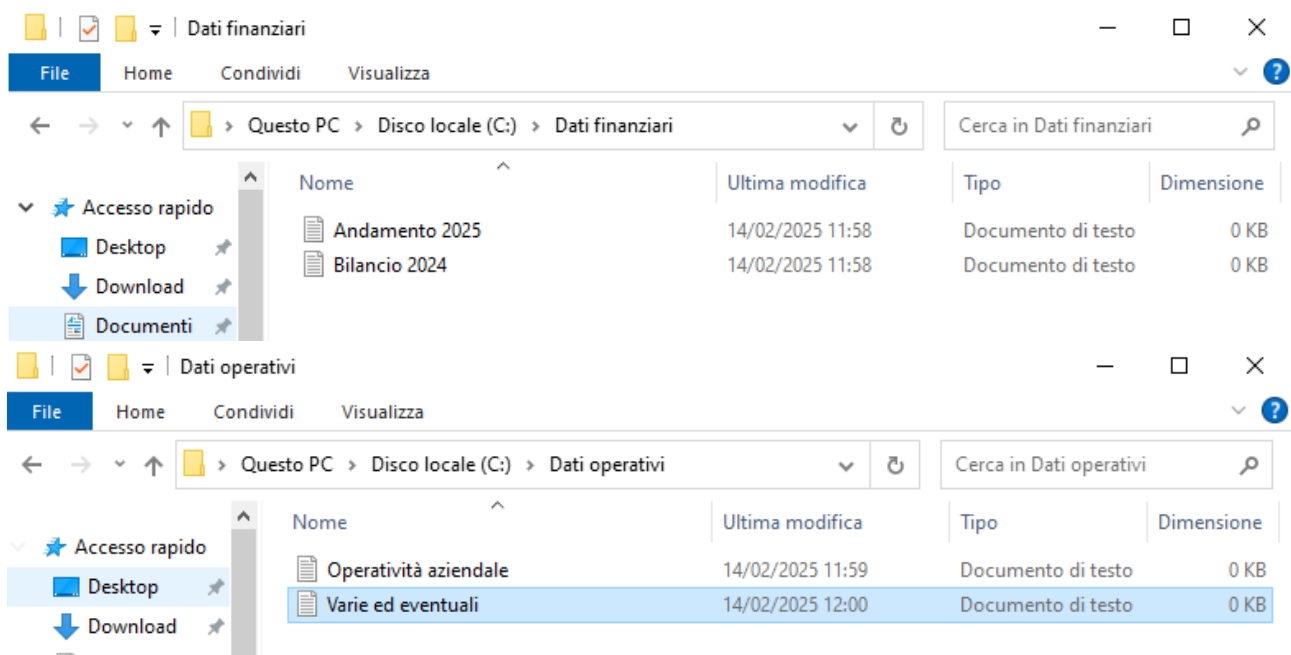 Dati finanziari
File Home Condividi Visualizza ?
Questo PC > Disco locale (C:) > Dati finanziari Cerca in Dati finanziari
Nome Ultima modifica Tipo Dimensione
Accesso rapido
Andamento 2025 14/02/2025 11:58 Documento di testo 0 KB
Desktop
Bilancio 2024 14/02/2025 11:58 Documento di testo 0 KB
Download
Documenti
Dati operativi
File Home Condividi Visualizza ?
Questo PC > Disco locale (C:) > Dati operativi Cerca in Dati operativi
Nome Ultima modifica Tipo Dimensione
Accesso rapido
Operatività aziendale 14/02/2025 11:59 Documento di testo 0 KB
Desktop
Varie ed eventuali 14/02/2025 12:00 Documento di testo 0 KB
Download